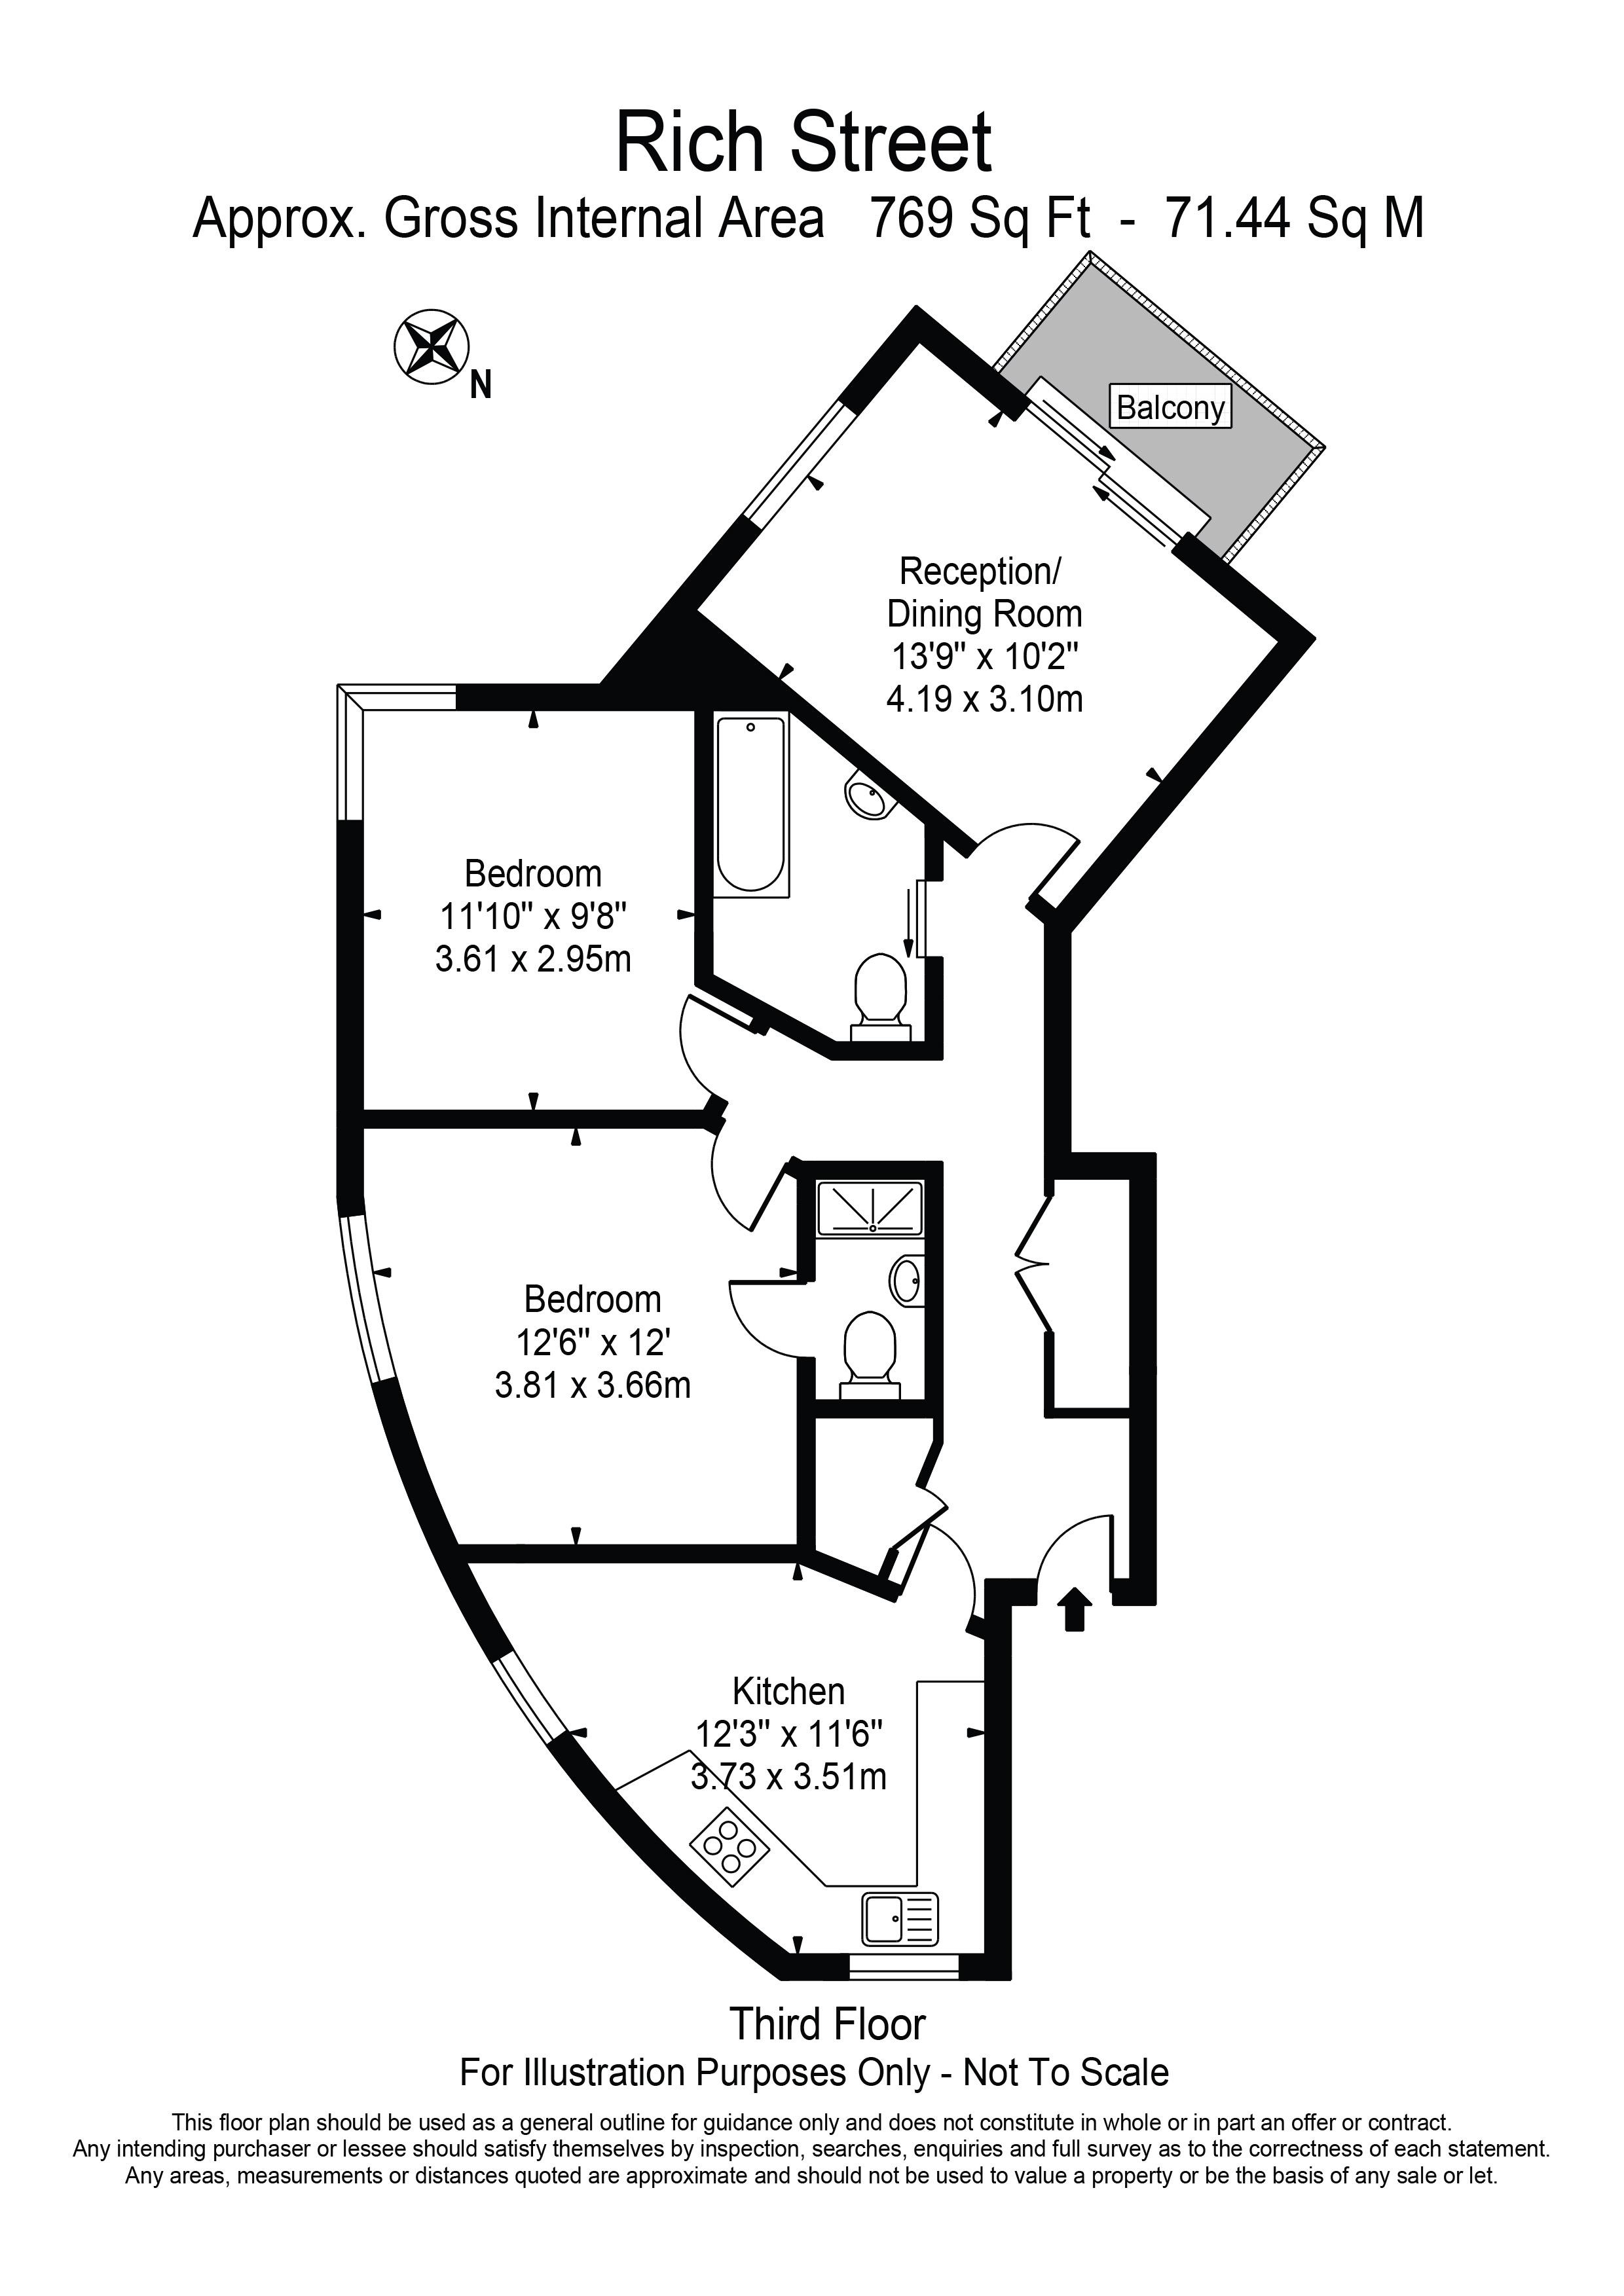 Rich Street
Approx. Gross Internal Area 769 Sq Ft - 71.44 Sq M
N
Balcony
Reception/
Dining Room
13'9" x 10'2"
4.19 x 3.10m
Bedroom
11'10" x 9'8"
3.61 x 2.95m
Bedroom
12'6" x 12'
3.81 x 3.66m
Kitchen
12'3" x 11'6"
3.73 x 3.51m
Third Floor
For Illustration Purposes Only - Not To Scale
This floor plan should be used as a general outline for guidance only and does not constitute in whole or in part an offer or contract.
Any intending purchaser or lessee should satisfy themselves by inspection, searches, enquiries and full survey as to the correctness of each statement.
Any areas, measurements or distances quoted are approximate and should not be used to value a property or be the basis of any sale or let.